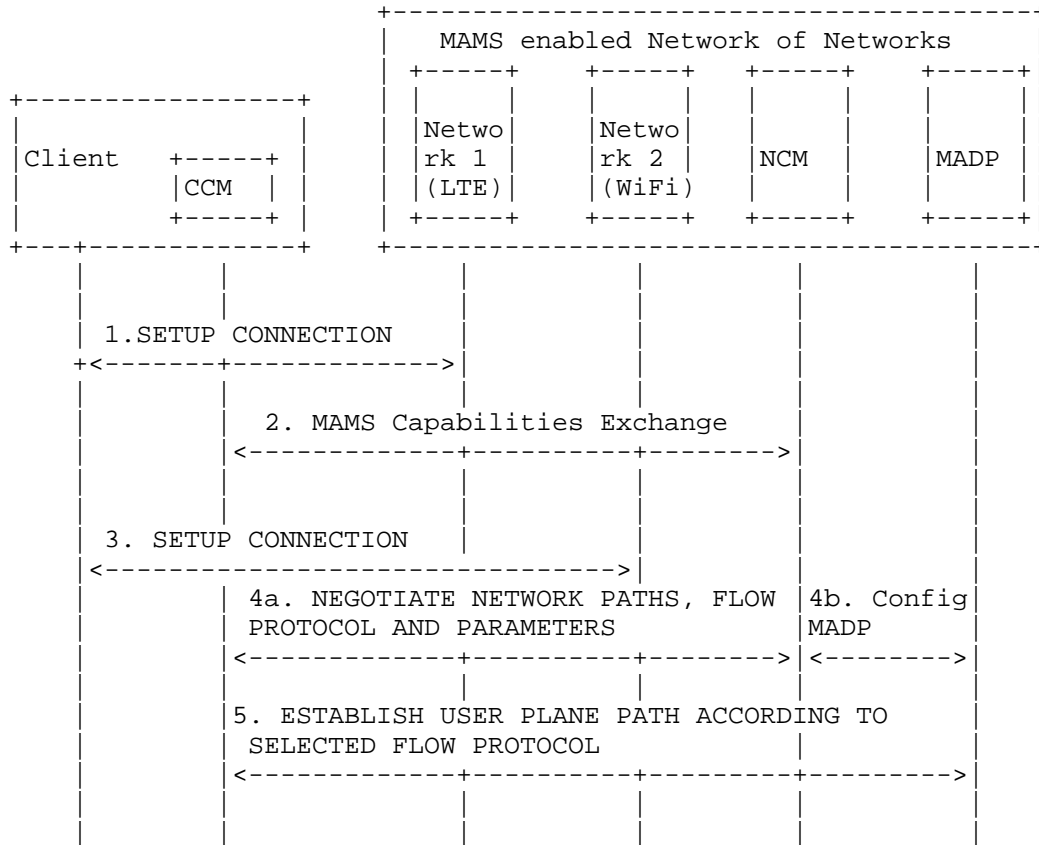 MAMS enabled Network of Networks
Netwo Netwo
Client rk 1 rk 2 NCM MADP
CCM (LTE) (WiFi)
1.SETUP CONNECTION
2. MAMS Capabilities Exchange
3. SETUP CONNECTION
4a. NEGOTIATE NETWORK PATHS, FLOW 4b. Config
PROTOCOL AND PARAMETERS MADP
5. ESTABLISH USER PLANE PATH ACCORDING TO
SELECTED FLOW PROTOCOL